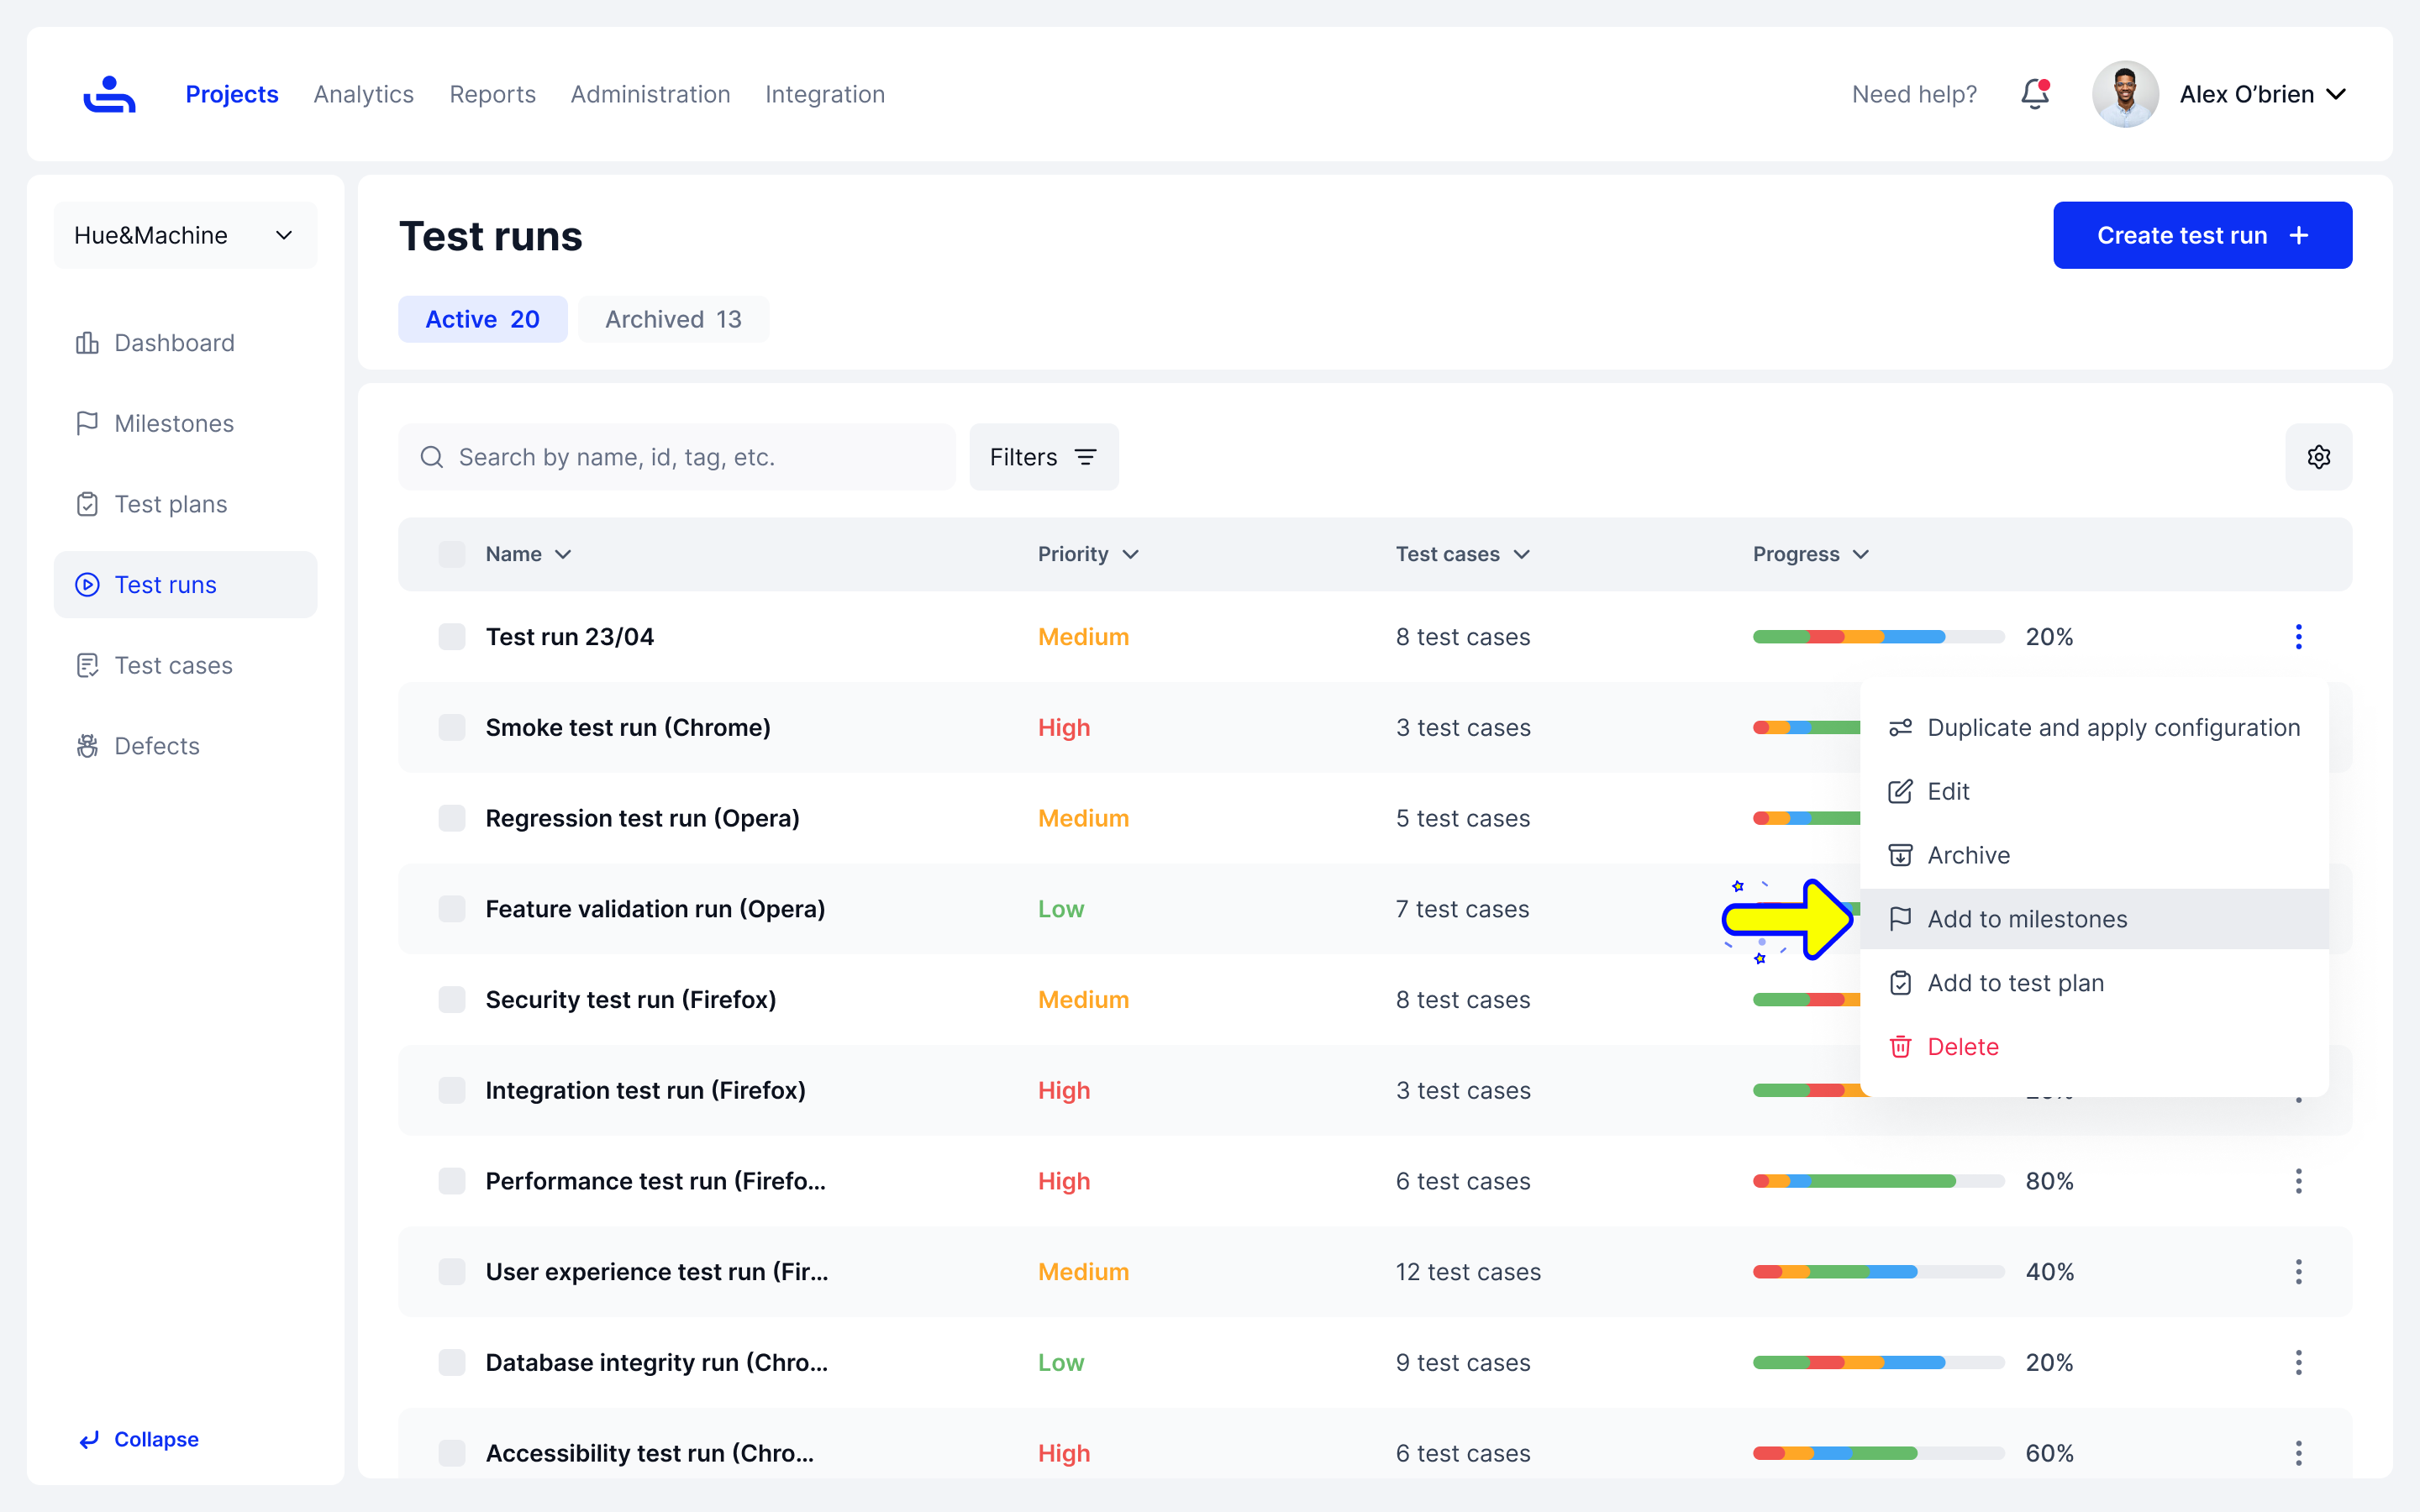 Projects Analytics Reports Administration Integration Need help? Alex O’brien
Hue&Machine
Dashboard
Milestones
Test plans
Test runs
Test cases
Defects
Collapse
Test runs
Create test run +
Active 20 Archived 13
Search by name, id, tag, etc. Filters
Name Priority Test cases Progress
Test run 23/04 Medium 8 test cases 20%
Smoke test run (Chrome) High 3 test cases
Regression test run (Opera) Medium 5 test cases
Feature validation run (Opera) Low 7 test cases
Security test run (Firefox) Medium 8 test cases
Integration test run (Firefox) High 3 test cases
Performance test run (Firefo... High 6 test cases 80%
User experience test run (Fir... Medium 12 test cases 40%
Database integrity run (Chro... Low 9 test cases 20%
Accessibility test run (Chro... High 6 test cases 60%
Duplicate and apply configuration
Edit
Archive
Add to milestones
Add to test plan
Delete